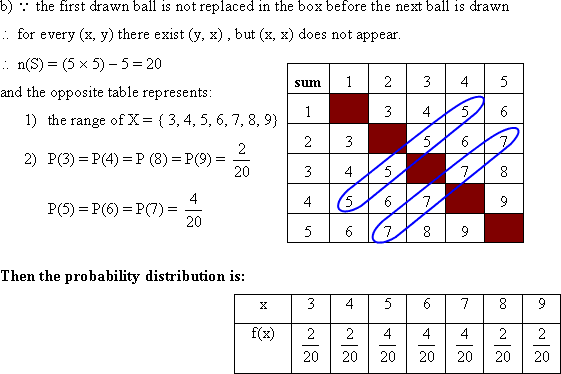 b) ∵ the first drawn ball is not replaced in the box before the next ball is drawn
∴ for every (x, y) there exist (y, x) , but (x, x) does not appear.
∴ n(S) = (5 × 5) – 5 = 20
and the opposite table represents:
1) the range of X = { 3, 4, 5, 6, 7, 8, 9}
2) P(3) = P(4) = P (8) = P(9) = 2/20
P(5) = P(6) = P(7) = 4/20
sum 1 2 3 4 5
1 3 4 5 6
2 3 5 6 7
3 4 5 7 8
4 5 6 7 9
5 6 7 8 9
Then the probability distribution is:
x 3 4 5 6 7 8 9
f(x) 2/20 2/20 4/20 4/20 4/20 2/20 2/20